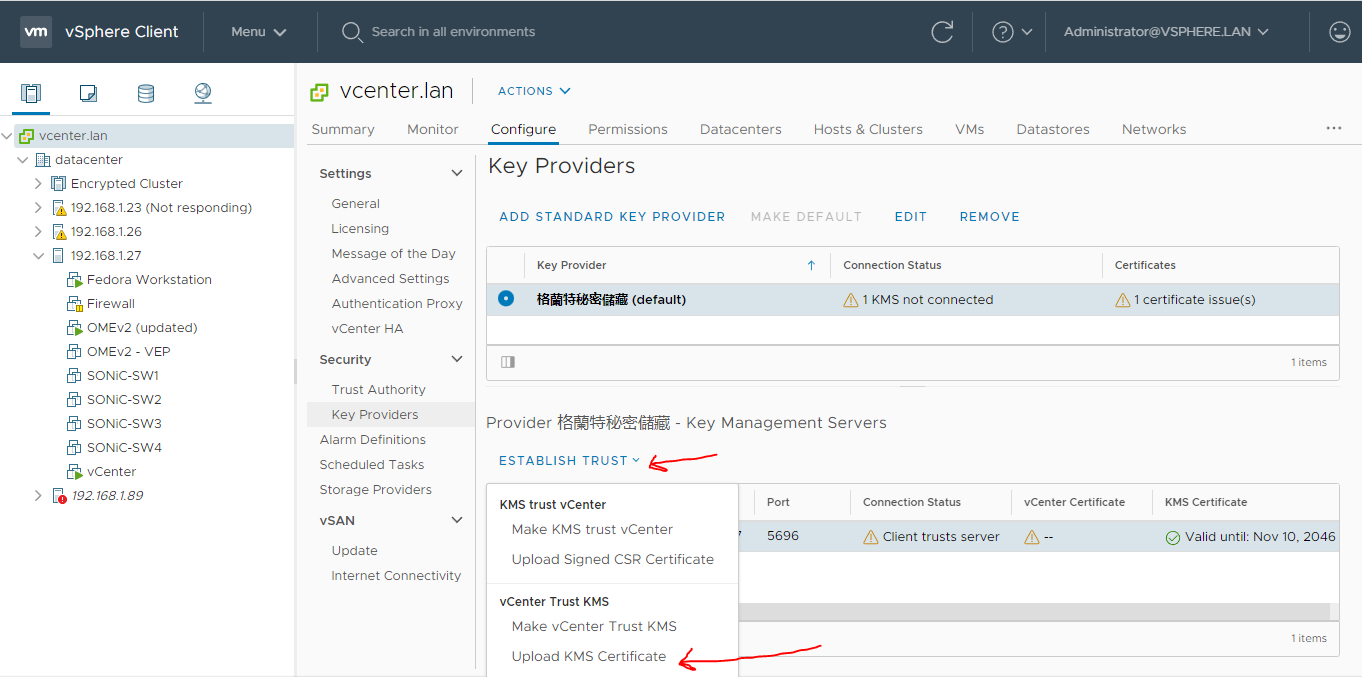 vm vSphere Client Menu Search in all environments Administrator@VSPHERE.LAN
vcenter.lan
datacenter
Encrypted Cluster
192.168.1.23 (Not responding)
192.168.1.26
192.168.1.27
Fedora Workstation
Firewall
OMEv2 (updated)
OMEv2 - VEP
SONiC-SW1
SONiC-SW2
SONiC-SW3
SONiC-SW4
vCenter
192.168.1.89
vcenter.lan ACTIONS
Summary Monitor Configure Permissions Datacenters Hosts & Clusters VMs Datastores Networks ...
Settings
General
Licensing
Message of the Day
Advanced Settings
Authentication Proxy
vCenter HA
Security
Trust Authority
Key Providers
Alarm Definitions
Scheduled Tasks
Storage Providers
vSAN
Update
Internet Connectivity
Key Providers
ADD STANDARD KEY PROVIDER MAKE DEFAULT EDIT REMOVE
Key Provider Connection Status Certificates
格蘭特秘密儲藏 (default) 1 KMS not connected 1 certificate issue(s)
1 items
Provider 格蘭特秘密儲藏 - Key Management Servers
ESTABLISH TRUST
KMS trust vCenter
Make KMS trust vCenter
Upload Signed CSR Certificate
vCenter Trust KMS
Make vCenter Trust KMS
Upload KMS Certificate
Port Connection Status vCenter Certificate KMS Certificate
5696 Client trusts server -- Valid until: Nov 10, 2046
1 items